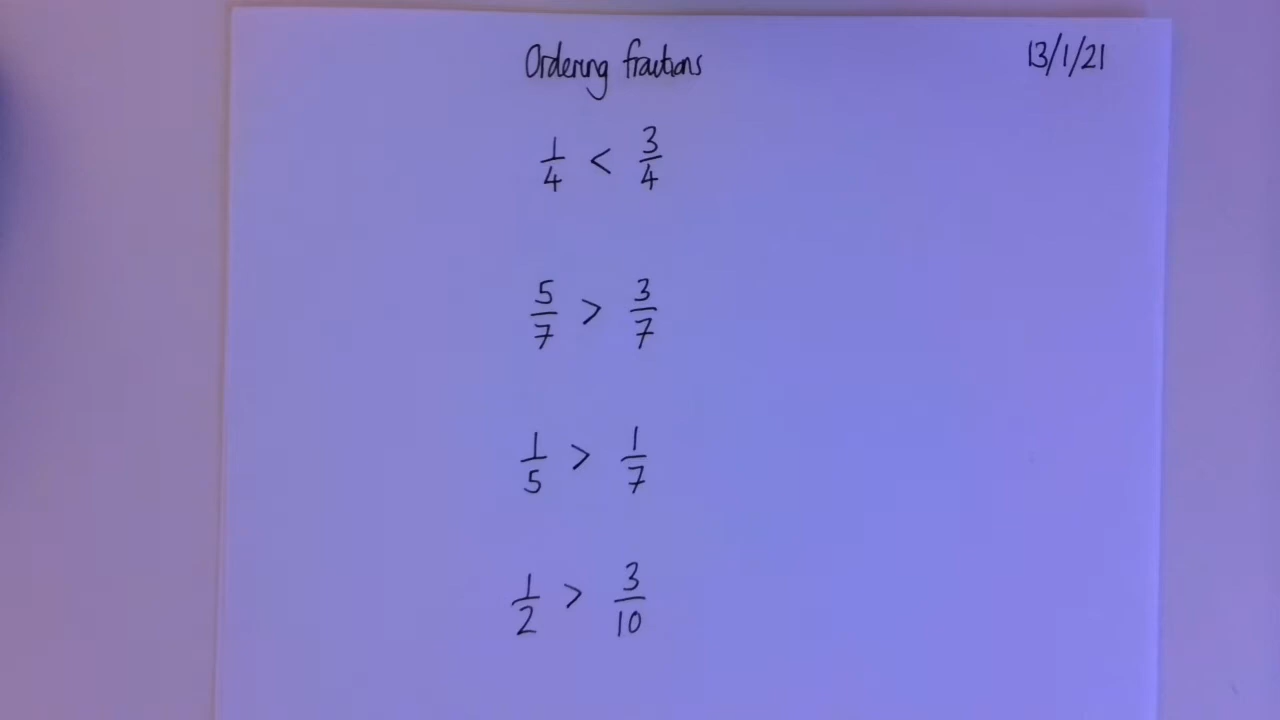 Ordering fractions 13/1/21
1/4 < 3/4
5/7 > 3/7
1/5 > 1/7
1/2 > 3/10